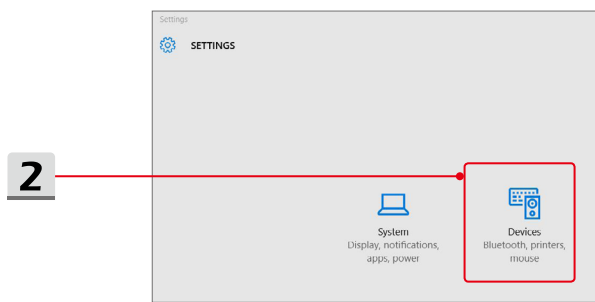 Settings
SETTINGS
2
System
Display, notifications,
apps, power
Devices
Bluetooth, printers,
mouse